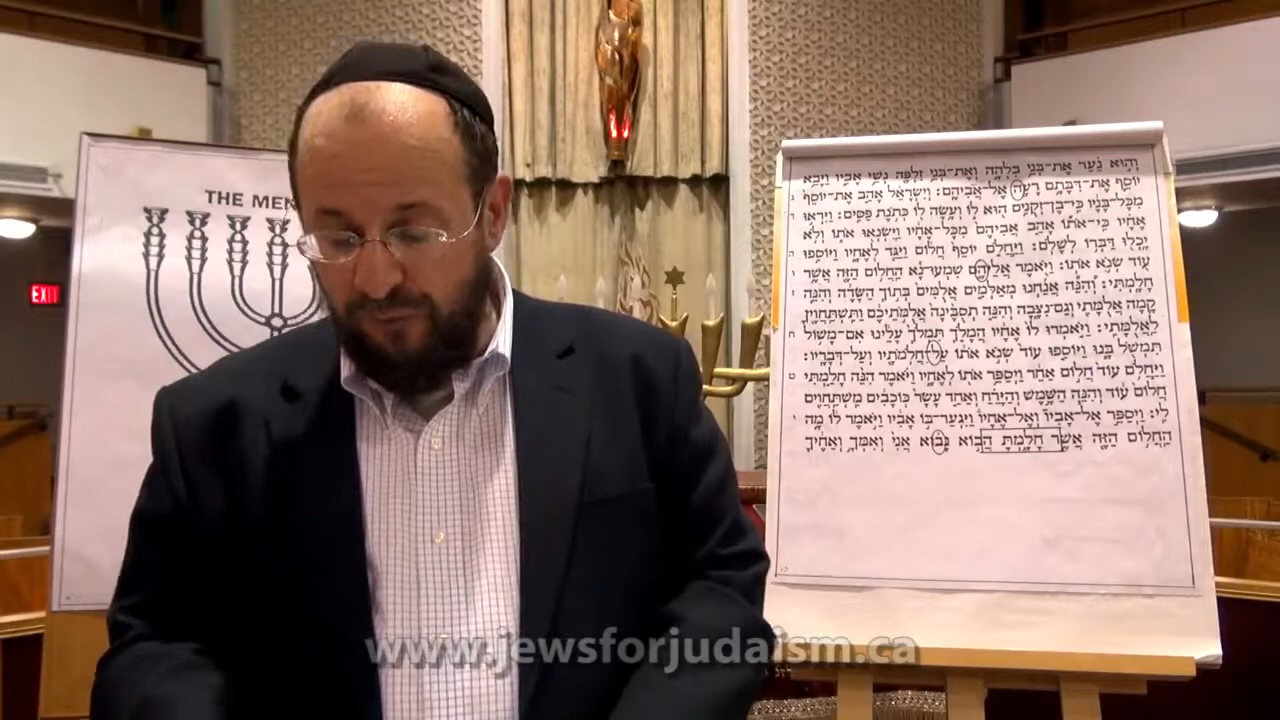 THE MEN
וְהוּא נַעַר אֶת־בְּנֵי בִלְהָה וְאֶת־בְּנֵי זִלְפָּה נְשֵׁי אָבִיו וַיָּבֵא
יוֹסֵף אֶת־דִּבָּתָם רָעָה אֶל־אֲבִיהֶם: וְיִשְׂרָאֵל אָהַב אֶת־יוֹסֵף ג
מִכָּל־בָּנָיו כִּי־בֶן־זְקֻנִים הוּא לוֹ וְעָשָׂה לוֹ כְּתֹנֶת פַּסִּים: וַיִּרְאוּ ד
אֶחָיו כִּי־אֹתוֹ אָהַב אֲבִיהֶם מִכָּל־אֶחָיו וַיִּשְׂנְאוּ אֹתוֹ וְלֹא
יָכְלוּ דַּבְּרוֹ לְשָׁלֹם: וַיַּחֲלֹם יוֹסֵף חֲלוֹם וַיַּגֵּד לְאֶחָיו וַיּוֹסִפוּ ה
עוֹד שְׂנֹא אֹתוֹ: וַיֹּאמֶר אֲלֵיהֶם שִׁמְעוּ־נָא הַחֲלוֹם הַזֶּה אֲשֶׁר ו
חָלָמְתִּי: וְהִנֵּה אֲנַחְנוּ מְאַלְּמִים אֲלֻמִּים בְּתוֹךְ הַשָּׂדֶה וְהִנֵּה ז
קָמָה אֲלֻמָּתִי וְגַם־נִצָּבָה וְהִנֵּה תְסֻבֶּינָה אֲלֻמֹּתֵיכֶם וַתִּשְׁתַּחֲוֶיןָ
לַאֲלֻמָּתִי: וַיֹּאמְרוּ לוֹ אֶחָיו הֲמָלֹךְ תִּמְלֹךְ עָלֵינוּ אִם־מָשׁוֹל ח
תִּמְשֹׁל בָּנוּ וַיּוֹסִפוּ עוֹד שְׂנֹא אֹתוֹ עַל־חֲלֹמֹתָיו וְעַל־דְּבָרָיו:
וַיַּחֲלֹם עוֹד חֲלוֹם אַחֵר וַיְסַפֵּר אֹתוֹ לְאֶחָיו וַיֹּאמֶר הִנֵּה חָלַמְתִּי ט
חֲלוֹם עוֹד וְהִנֵּה הַשֶּׁמֶשׁ וְהַיָּרֵחַ וְאַחַד עָשָׂר כּוֹכָבִים מִשְׁתַּחֲוִים
לִי: וַיְסַפֵּר אֶל־אָבִיו וְאֶל־אֶחָיו וַיִּגְעַר־בּוֹ אָבִיו וַיֹּאמֶר לוֹ מָה י
הַחֲלוֹם הַזֶּה אֲשֶׁר חָלָמְתָּ הֲבוֹא נָבוֹא אֲנִי וְאִמְּךָ וְאַחֶיךָ
EXIT
www.jewsforjudaism.ca